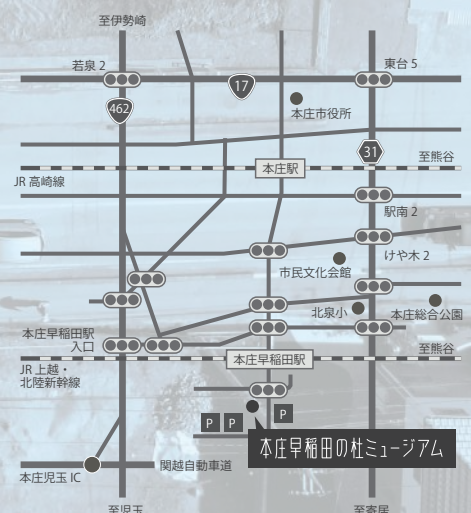 至伊勢崎
若泉 2
東台 5
17
462
本庄市役所
31
本庄駅
至熊谷
JR 高崎線
駅南 2
けや木 2
市民文化会館
北泉小
本庄総合公園
本庄早稲田駅
入口
本庄早稲田駅
至熊谷
JR 上越・
北陸新幹線
P
P
P
本庄早稲田の杜ミュージアム
関越自動車道
本庄児玉 IC
至児玉
至寄居